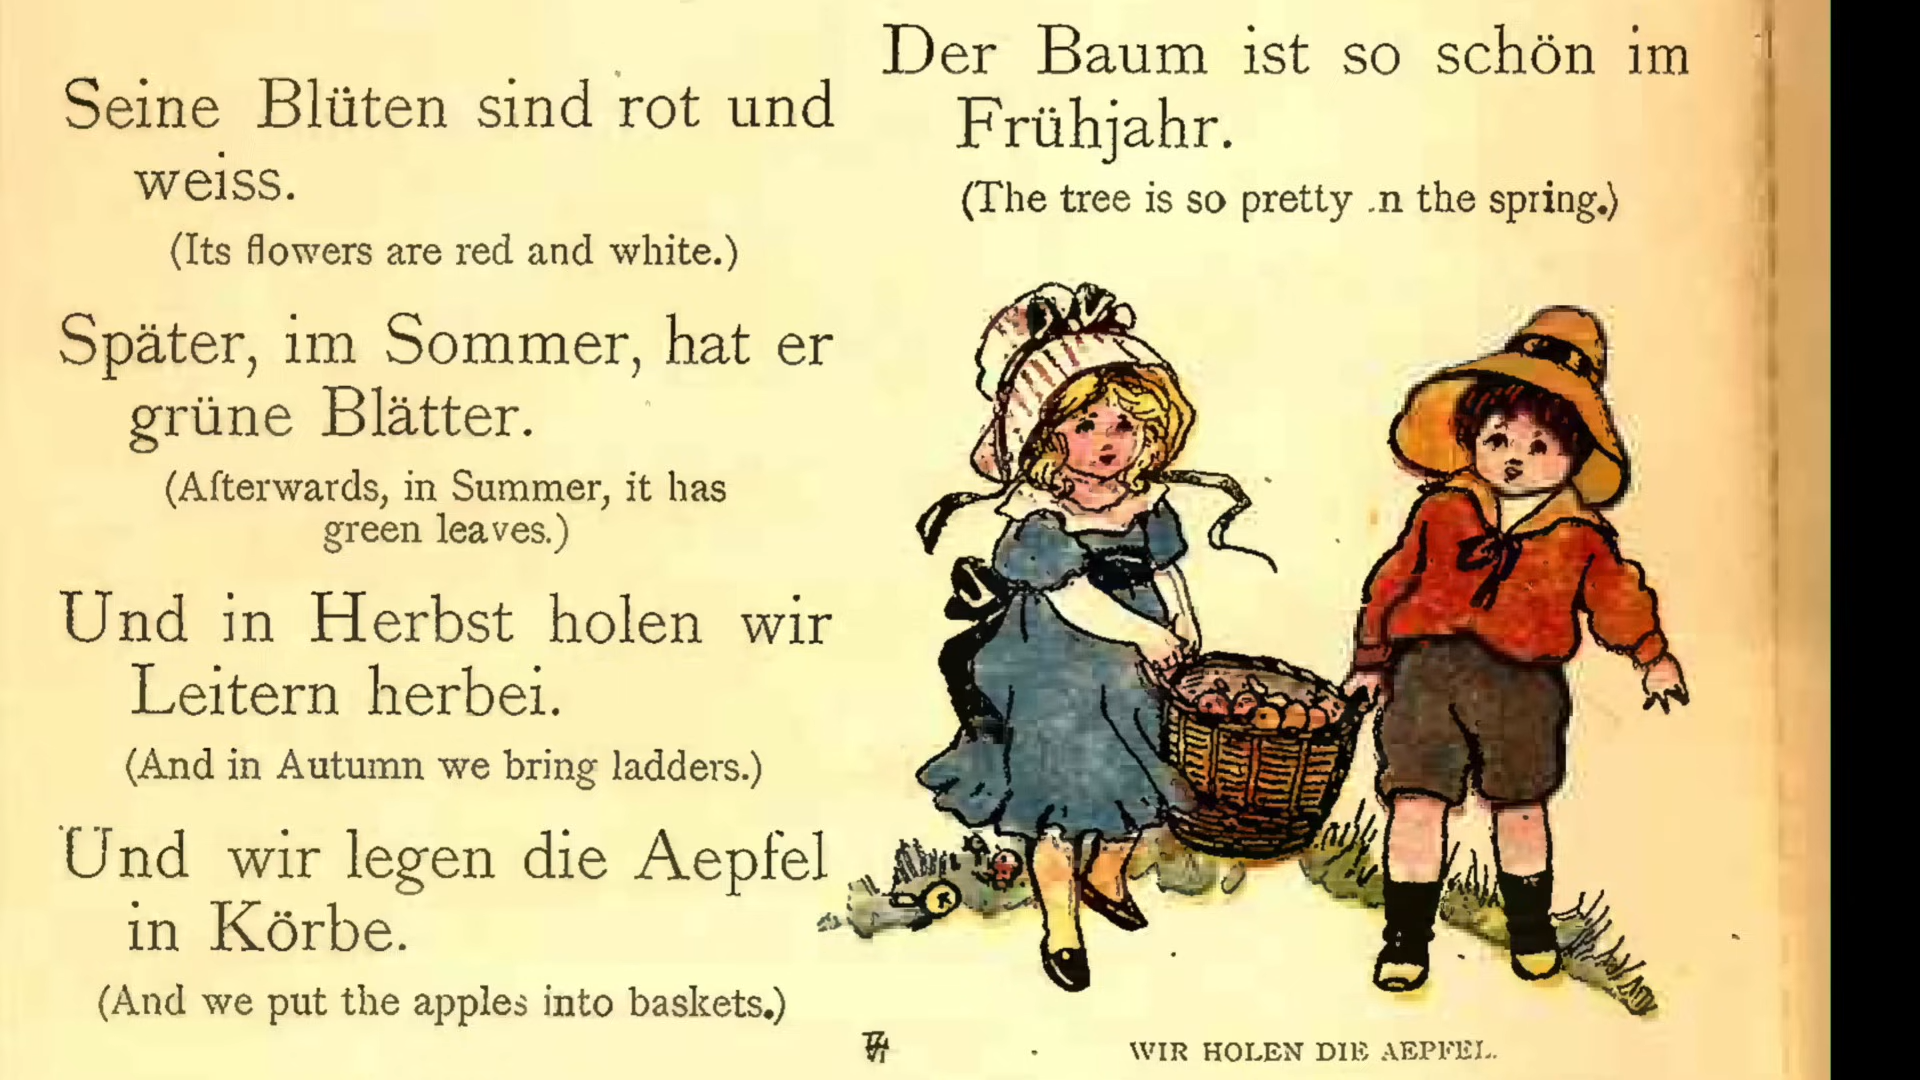 Seine Blüten sind rot und
weiss.
(Its flowers are red and white.)
Später, im Sommer, hat er
grüne Blätter.
(Afterwards, in Summer, it has
green leaves.)
Und in Herbst holen wir
Leitern herbei.
(And in Autumn we bring ladders.)
Und wir legen die Aepfel
in Körbe.
(And we put the apples into baskets.)
Der Baum ist so schön im
Frühjahr.
(The tree is so pretty .n the spring.)
WIR HOLEN DIE AEPFEL.